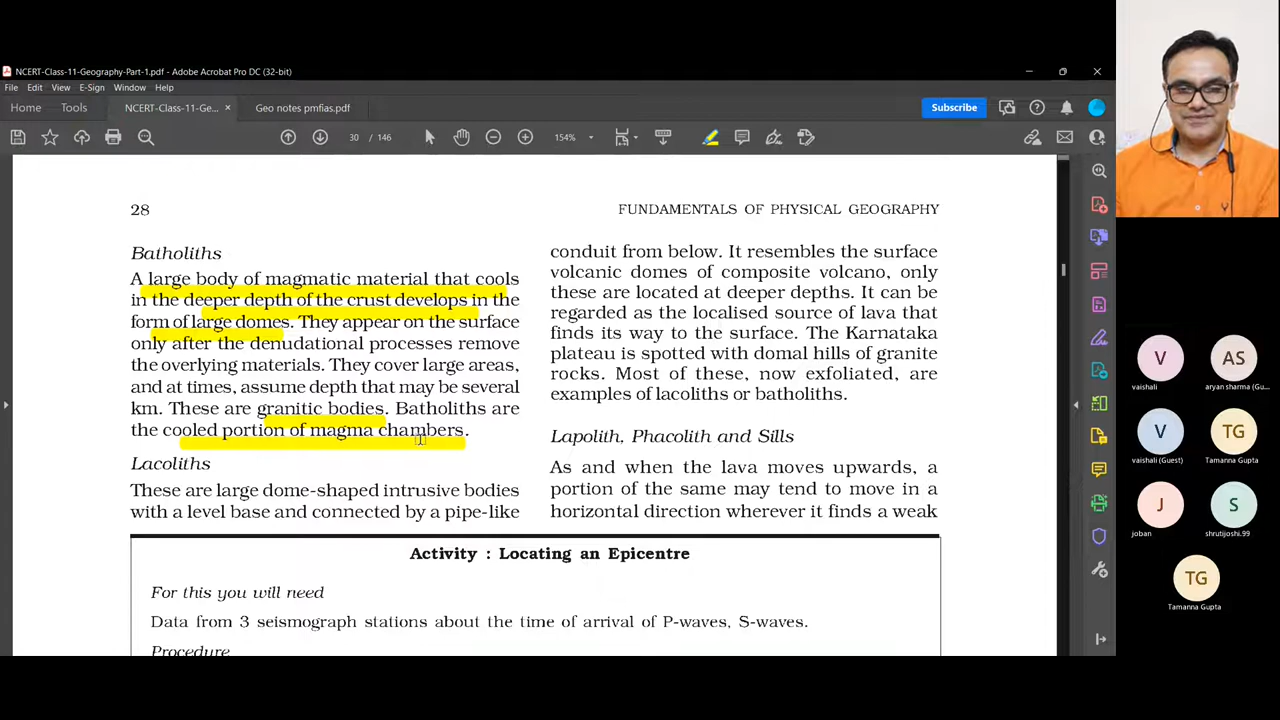 NCERT-Class-11-Geography-Part-1.pdf - Adobe Acrobat Pro DC (32-bit)
File Edit View E-Sign Window Help
Home Tools NCERT-Class-11-Ge... × Geo notes pmfias.pdf Subscribe
30 / 146 154%
28 FUNDAMENTALS OF PHYSICAL GEOGRAPHY
Batholiths
A large body of magmatic material that cools
in the deeper depth of the crust develops in the
form of large domes. They appear on the surface
only after the denudational processes remove
the overlying materials. They cover large areas,
and at times, assume depth that may be several
km. These are granitic bodies. Batholiths are
the cooled portion of magma chambers.
Lacoliths
These are large dome-shaped intrusive bodies
with a level base and connected by a pipe-like
conduit from below. It resembles the surface
volcanic domes of composite volcano, only
these are located at deeper depths. It can be
regarded as the localised source of lava that
finds its way to the surface. The Karnataka
plateau is spotted with domal hills of granite
rocks. Most of these, now exfoliated, are
examples of lacoliths or batholiths.
Lapolith, Phacolith and Sills
As and when the lava moves upwards, a
portion of the same may tend to move in a
horizontal direction wherever it finds a weak
Activity : Locating an Epicentre
For this you will need
Data from 3 seismograph stations about the time of arrival of P-waves, S-waves.
Procedure
V AS
vaishali aryan sharma (Gu...
V TG
vaishali (Guest) Tamanna Gupta
J S
joban shrutijoshi.99
TG
Tamanna Gupta